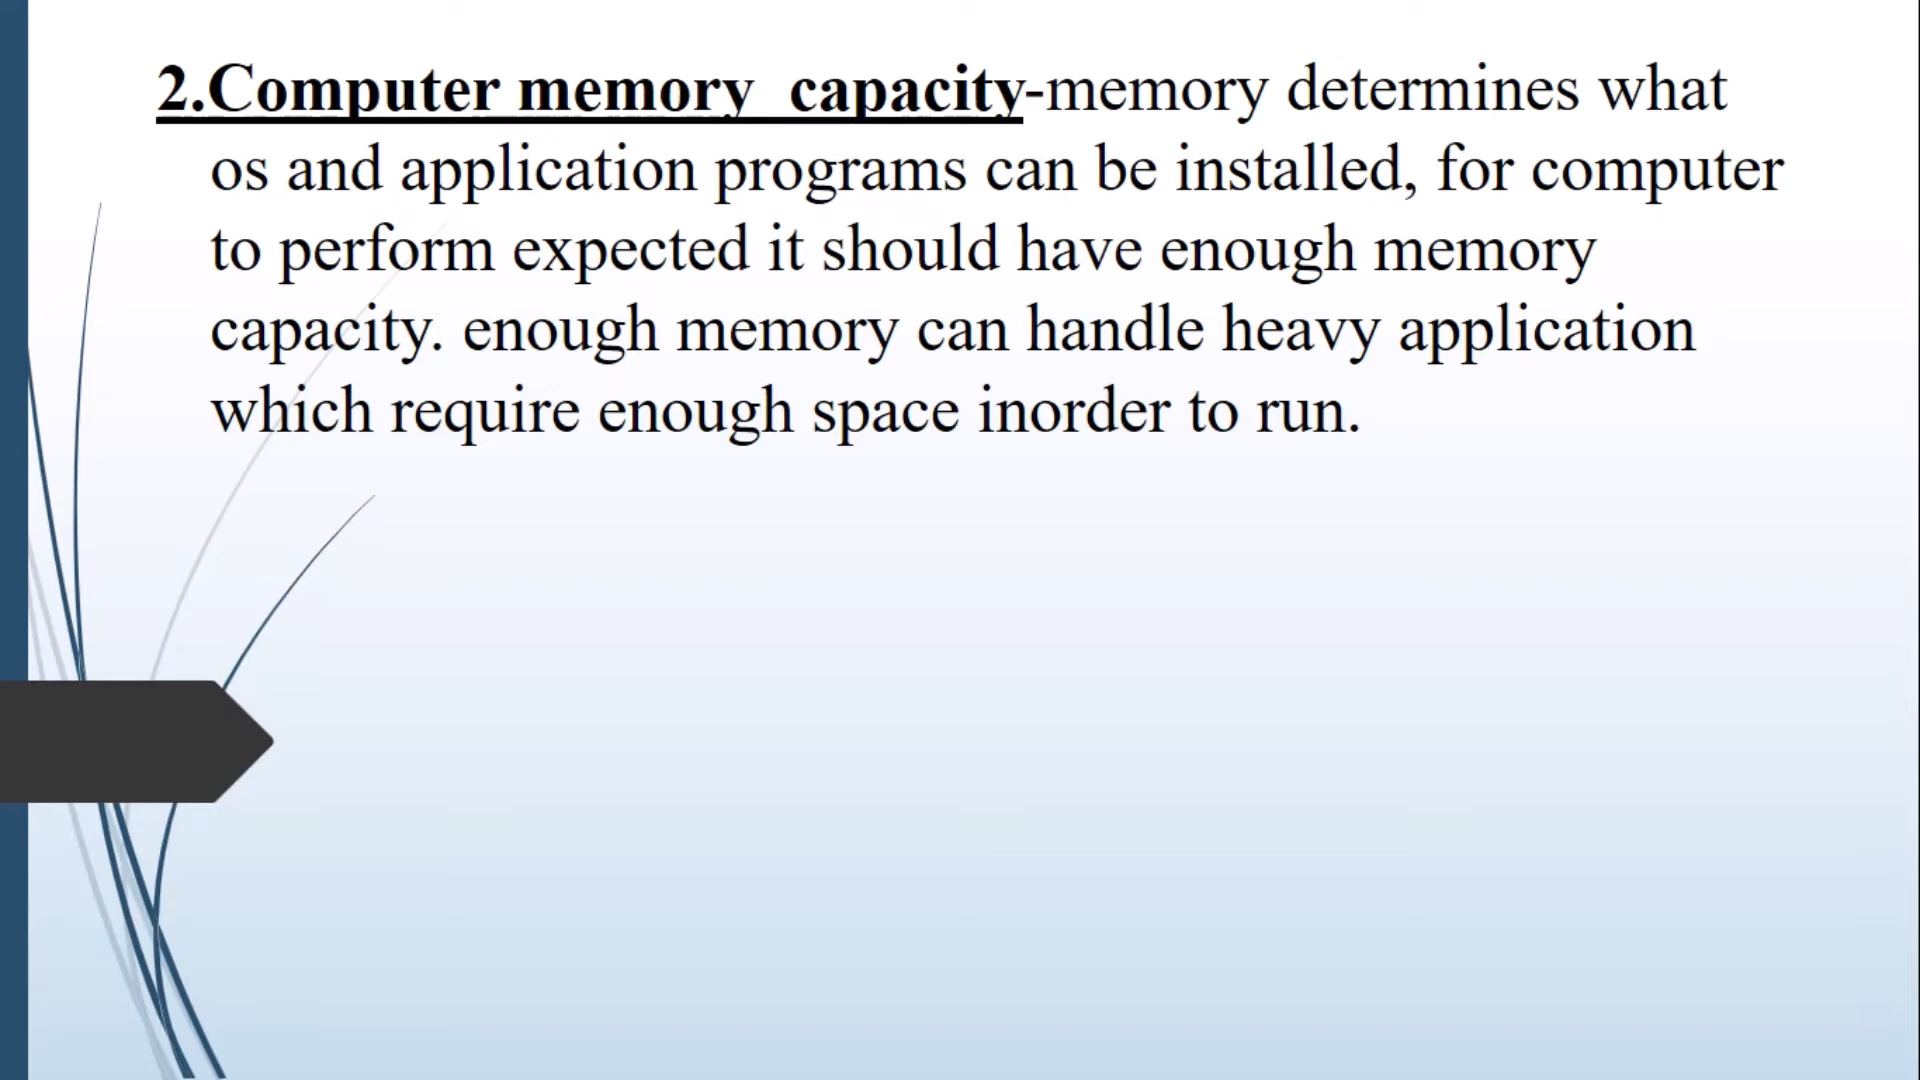 2.Computer memory  capacity-memory determines what
os and application programs can be installed, for computer
to perform expected it should have enough memory
capacity. enough memory can handle heavy application
which require enough space inorder to run.